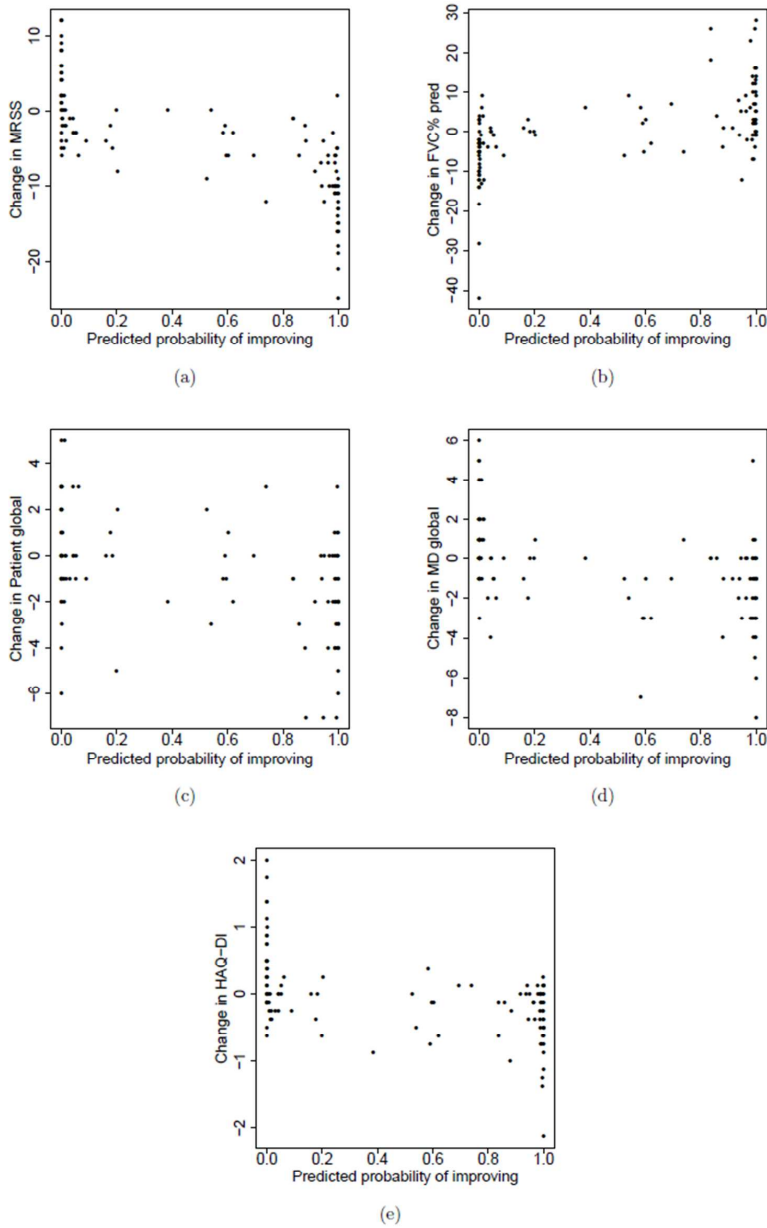 10
0
−10
−20
Change in MRSS
0.0 0.2 0.4 0.6 0.8 1.0
Predicted probability of improving
(a)
30
20
10
0
−10
−20
−30
−40
Change in FVC% pred
0.0 0.2 0.4 0.6 0.8 1.0
Predicted probability of improving
(b)
4
2
0
−2
−4
−6
Change in Patient global
0.0 0.2 0.4 0.6 0.8 1.0
Predicted probability of improving
(c)
6
4
2
0
−2
−4
−6
−8
Change in MD global
0.0 0.2 0.4 0.6 0.8 1.0
Predicted probability of improving
(d)
2
1
0
−1
−2
Change in HAQ−DI
0.0 0.2 0.4 0.6 0.8 1.0
Predicted probability of improving
(e)